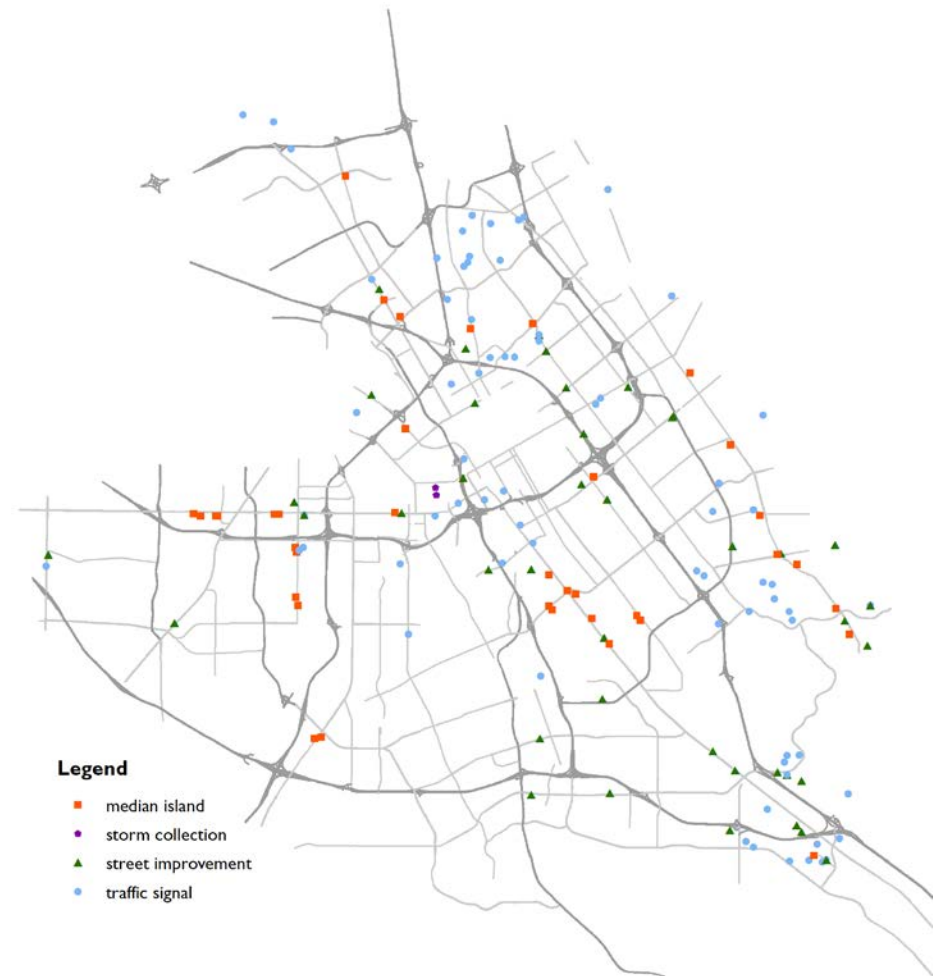 Legend
median island
storm collection
street improvement
traffic signal